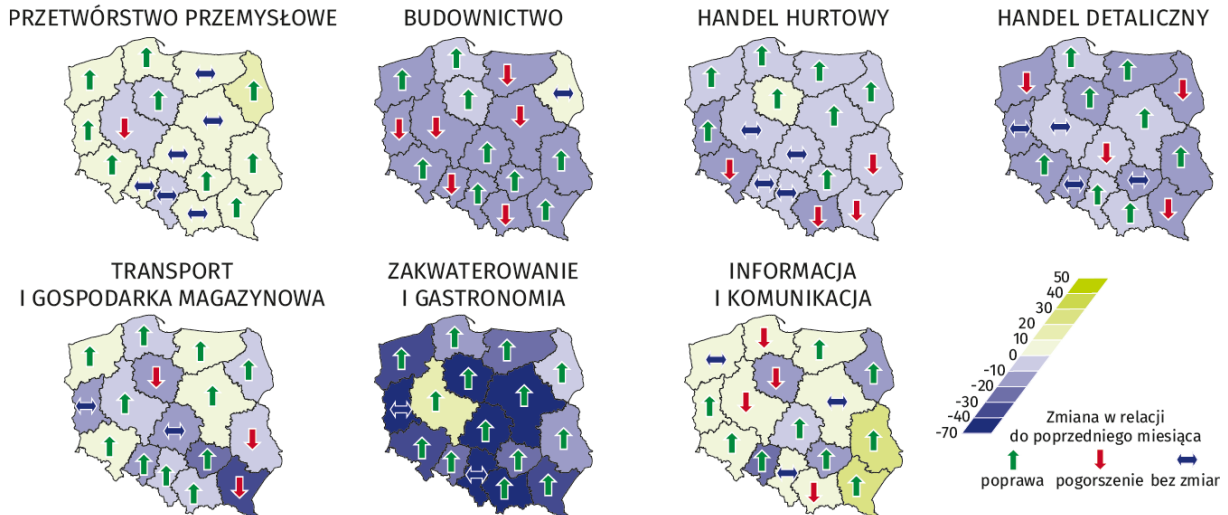 PRZETWÓRSTWO PRZEMYSŁOWE
BUDOWNICTWO
HANDEL HURTOWY
HANDEL DETALICZNY
TRANSPORT
I GOSPODARKA MAGAZYNOWA
ZAKWATEROWANIE
I GASTRONOMIA
INFORMACJA
I KOMUNIKACJA
50
40
30
20
10
0
-10
-20
-30
-40
-70
Zmiana w relacji
do poprzedniego miesiąca
poprawa pogorszenie bez zmian